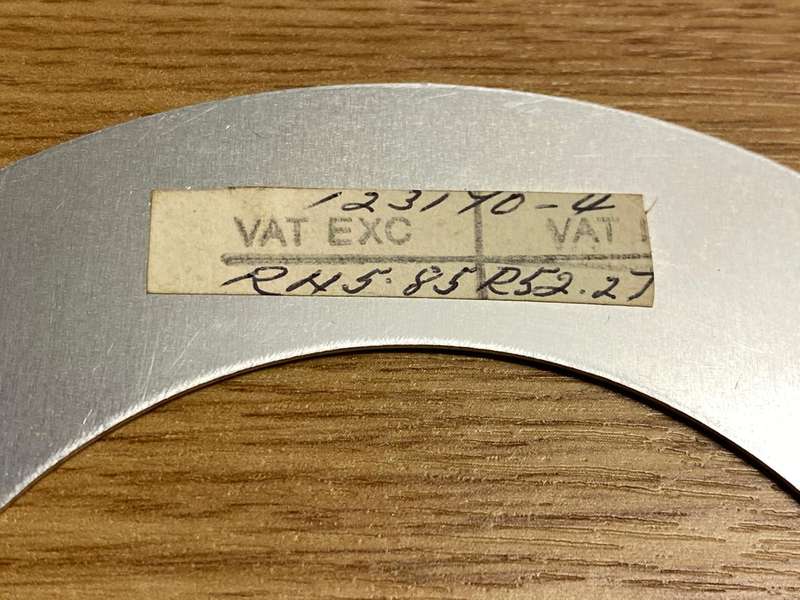 123170-4
VAT EXC VAT
R45.85 R52.27